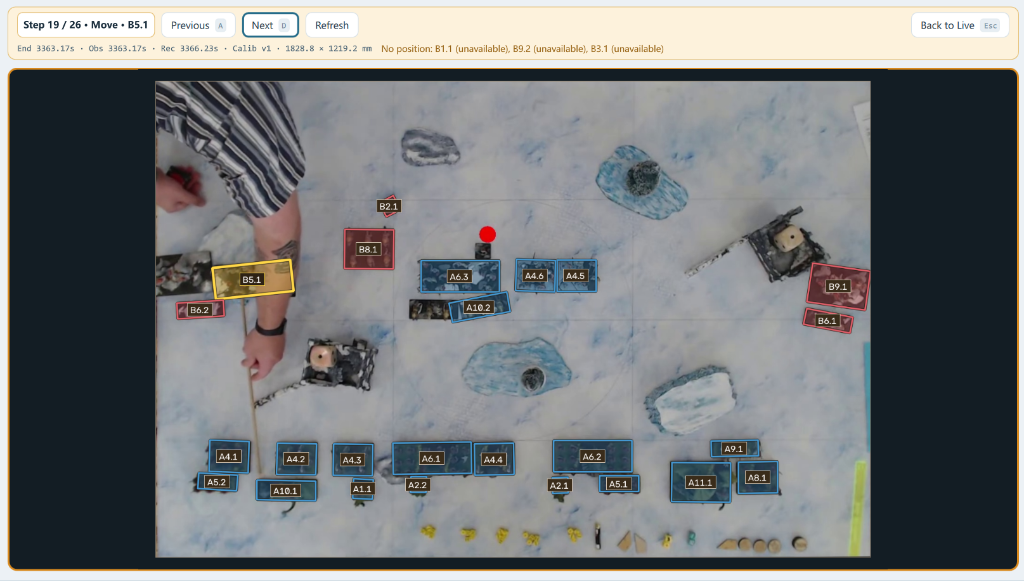 Step 19 / 26 • Move • B5.1 Previous A Next D Refresh Back to Live Esc
End 3363.17s · Obs 3363.17s · Rec 3366.23s · Calib v1 · 1828.8 × 1219.2 mm No position: B1.1 (unavailable), B9.2 (unavailable), B3.1 (unavailable)
B2.1
B8.1
A6.3 A4.6 A4.5
B5.1
B9.1
B6.2
A10.2
B6.1
A9.1
A4.1 A4.2 A4.3 A6.1 A4.4 A6.2
A11.1 A8.1
A5.2 A10.1 A1.1 A2.2 A2.1 A5.1